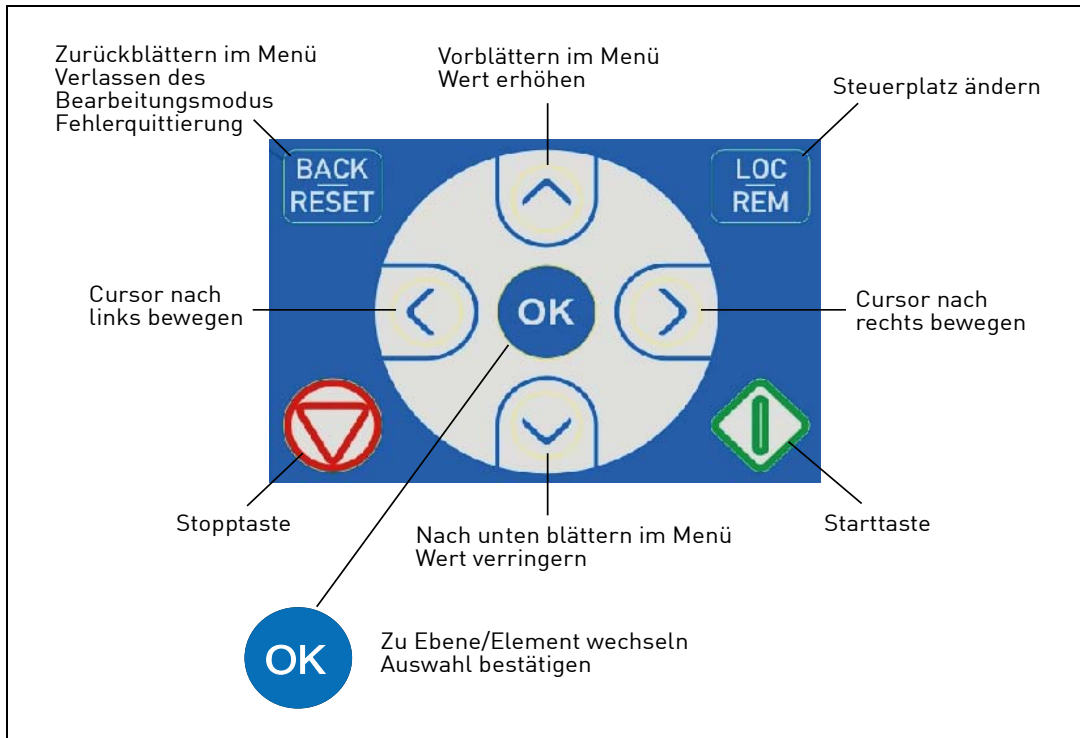 Zurückblättern im Menü
Verlassen des
Bearbeitungsmodus
Fehlerquittierung
Vorblättern im Menü
Wert erhöhen
Steuerplatz ändern
BACK
RESET
LOC
REM
Cursor nach
links bewegen
OK
Cursor nach
rechts bewegen
Stopptaste
Nach unten blättern im Menü
Wert verringern
Starttaste
OK
Zu Ebene/Element wechseln
Auswahl bestätigen